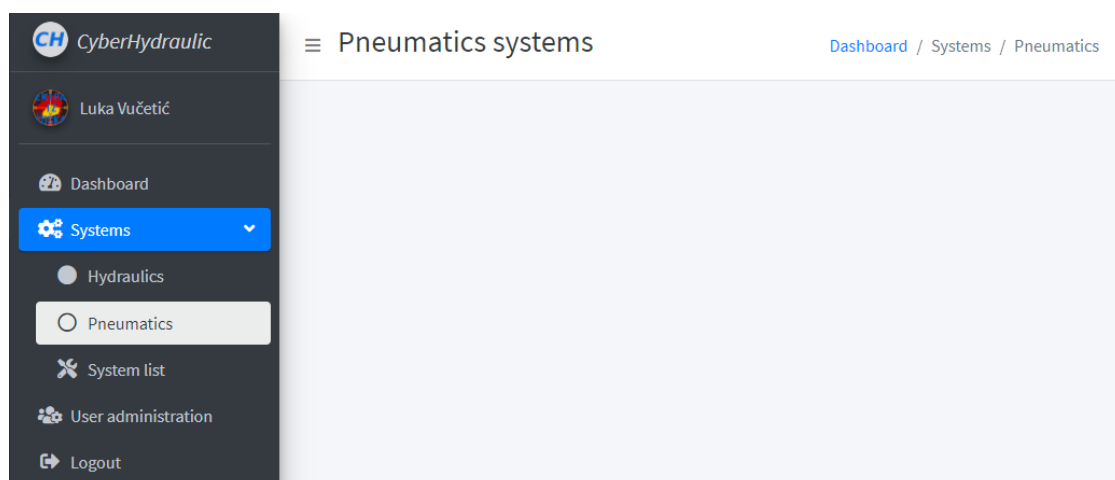 CH CyberHydraulic
Pneumatics systems
Dashboard / Systems / Pneumatics
Luka Vučetić
Dashboard
Systems
Hydraulics
Pneumatics
System list
User administration
Logout